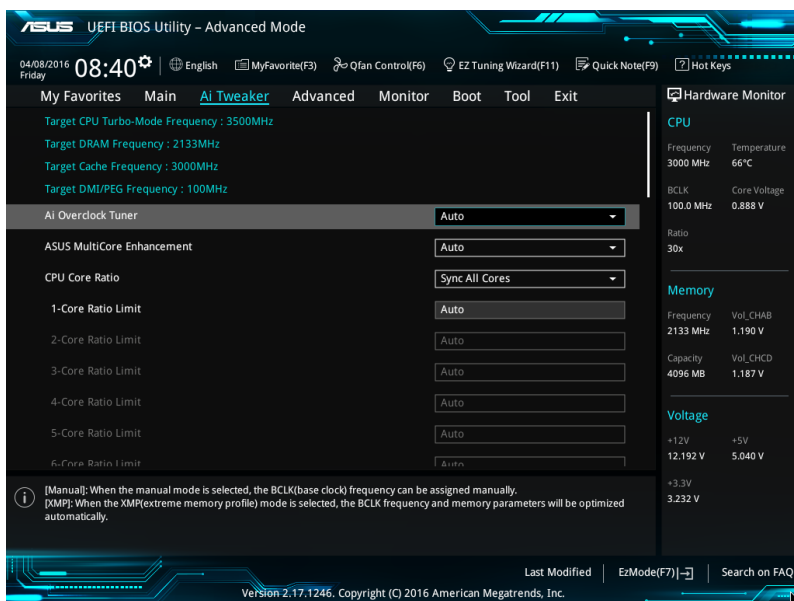 ASUS UEFI BIOS Utility – Advanced Mode
04/08/2016
Friday
08:40
English
MyFavorite(F3)
Qfan Control(F6)
EZ Tuning Wizard(F11)
Quick Note(F9)
? Hot Keys
My Favorites
Main
Ai Tweaker
Advanced
Monitor
Boot
Tool
Exit
Target CPU Turbo-Mode Frequency : 3500MHz
Target DRAM Frequency : 2133MHz
Target Cache Frequency : 3000MHz
Target DMI/PEG Frequency : 100MHz
Ai Overclock Tuner Auto
ASUS MultiCore Enhancement Auto
CPU Core Ratio Sync All Cores
1-Core Ratio Limit Auto
2-Core Ratio Limit Auto
3-Core Ratio Limit Auto
4-Core Ratio Limit Auto
5-Core Ratio Limit Auto
6-Core Ratio Limit Auto
[Manual]: When the manual mode is selected, the BCLK(base clock) frequency can be assigned manually.
[XMP]: When the XMP(extreme memory profile) mode is selected, the BCLK frequency and memory parameters will be optimized
automatically.
Hardware Monitor
CPU
Frequency Temperature
3000 MHz 66°C
BCLK Core Voltage
100.0 MHz 0.888 V
Ratio
30x
Memory
Frequency Vol_CHAB
2133 MHz 1.190 V
Capacity Vol_CHCD
4096 MB 1.187 V
Voltage
+12V +5V
12.192 V 5.040 V
+3.3V
3.232 V
Last Modified
EzMode(F7)
Search on FAQ
Version 2.17.1246. Copyright (C) 2016 American Megatrends, Inc.